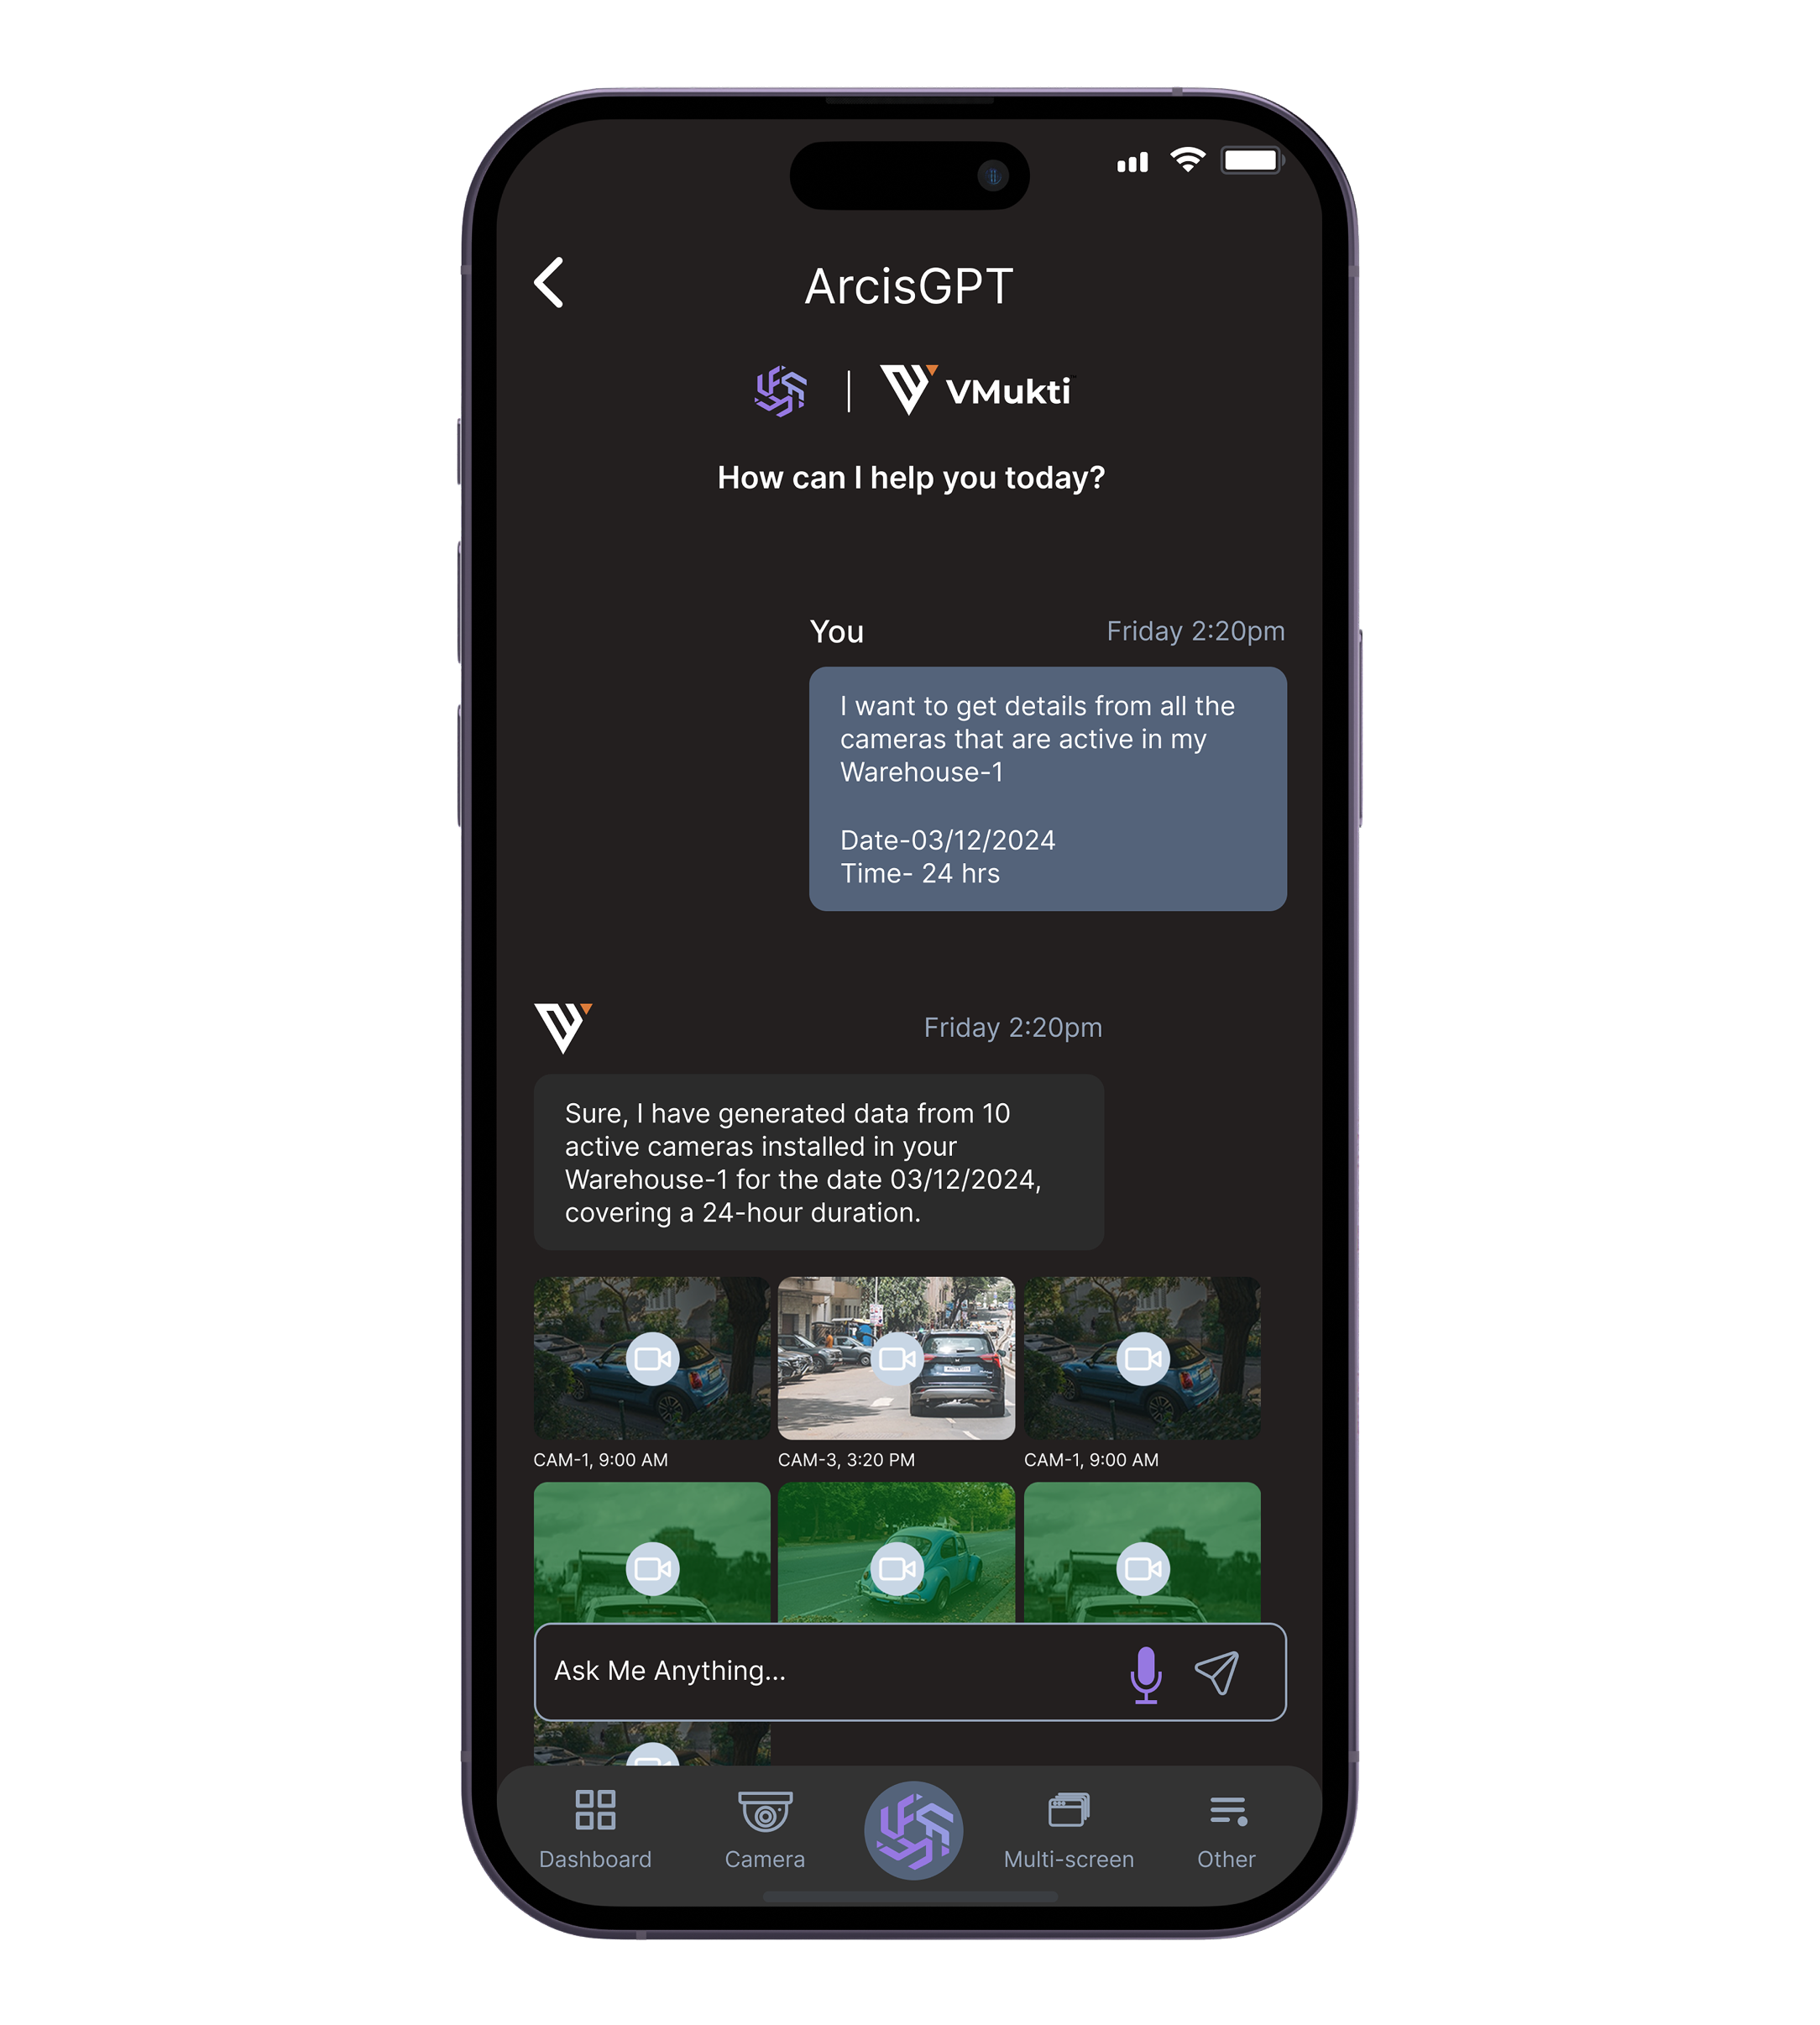 ArcisGPT
VMukti
How can I help you today?
You
Friday 2:20pm
I want to get details from all the
cameras that are active in my
Warehouse-1
Date-03/12/2024
Time- 24 hrs
Friday 2:20pm
Sure, I have generated data from 10
active cameras installed in your
Warehouse-1 for the date 03/12/2024,
covering a 24-hour duration.
CAM-1, 9:00 AM
CAM-3, 3:20 PM
CAM-1, 9:00 AM
Ask Me Anything...
Dashboard
Camera
Multi-screen
Other